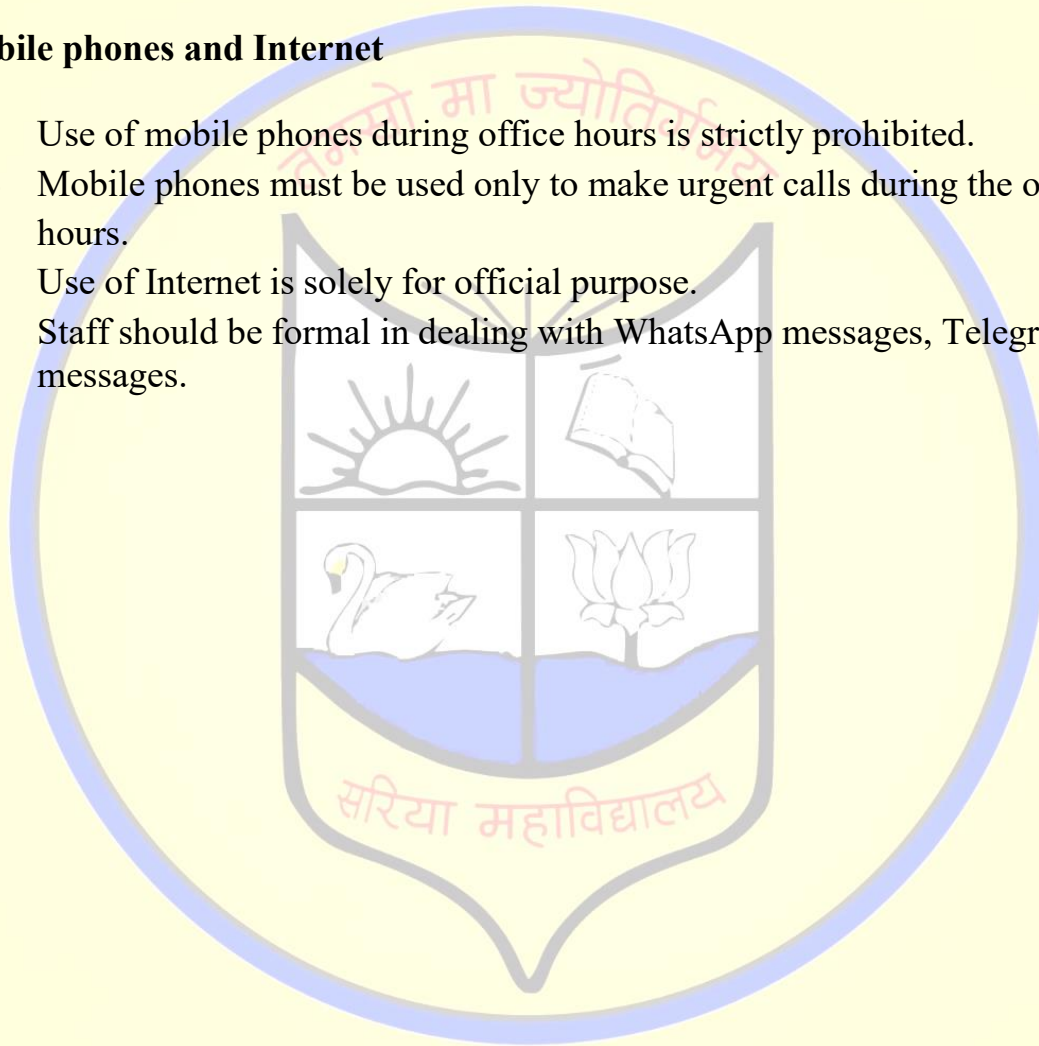 bile phones and Internet
तमसो मा ज्योतिर्गमय
Use of mobile phones during office hours is strictly prohibited.
Mobile phones must be used only to make urgent calls during the o
hours.
Use of Internet is solely for official purpose.
Staff should be formal in dealing with WhatsApp messages, Telegr
messages.
सरिया महाविद्यालय